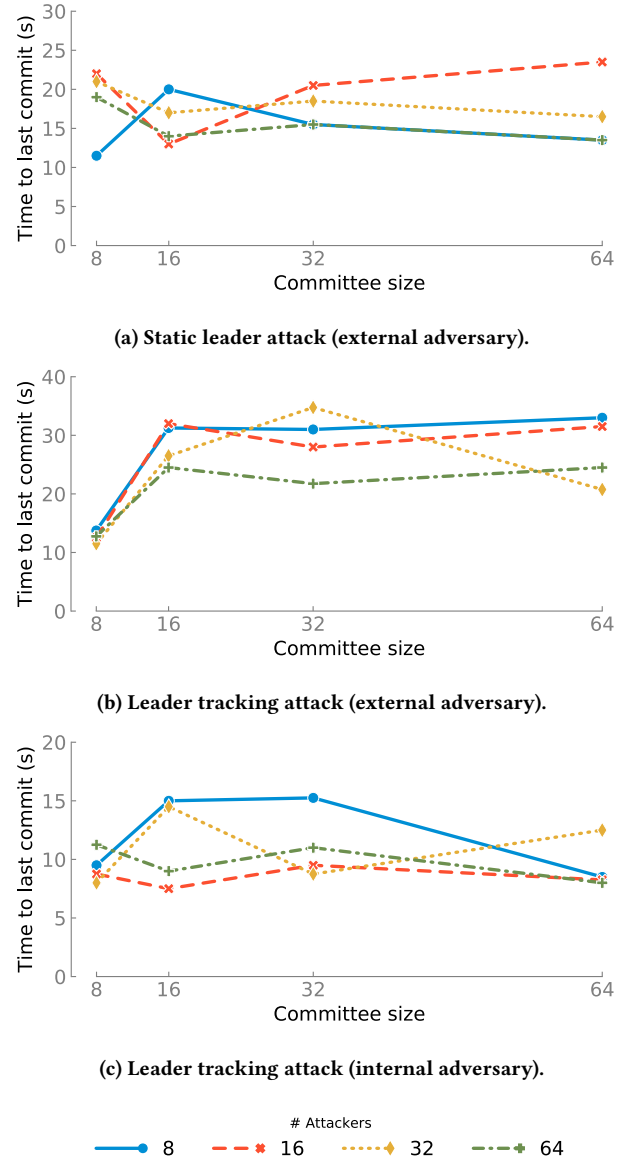 30
25
20
15
10
5
0
Time to last commit (s)
8 16 32 64
Committee size
(a) Static leader attack (external adversary).
40
30
20
10
0
Time to last commit (s)
8 16 32 64
Committee size
(b) Leader tracking attack (external adversary).
20
15
10
5
0
Time to last commit (s)
8 16 32 64
Committee size
(c) Leader tracking attack (internal adversary).
# Attackers
8 16 32 64